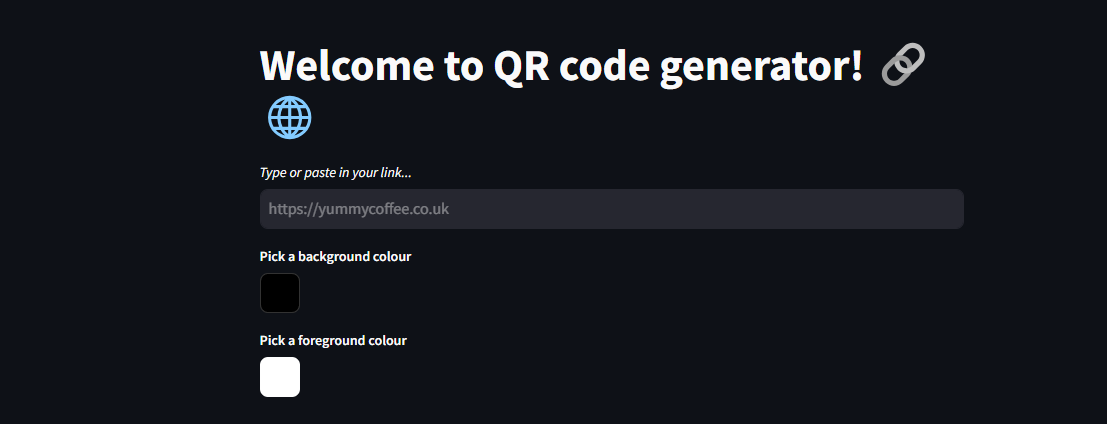 Welcome to QR code generator! 🔗
🌐
Type or paste in your link...
https://yummycoffee.co.uk
Pick a background colour
Pick a foreground colour